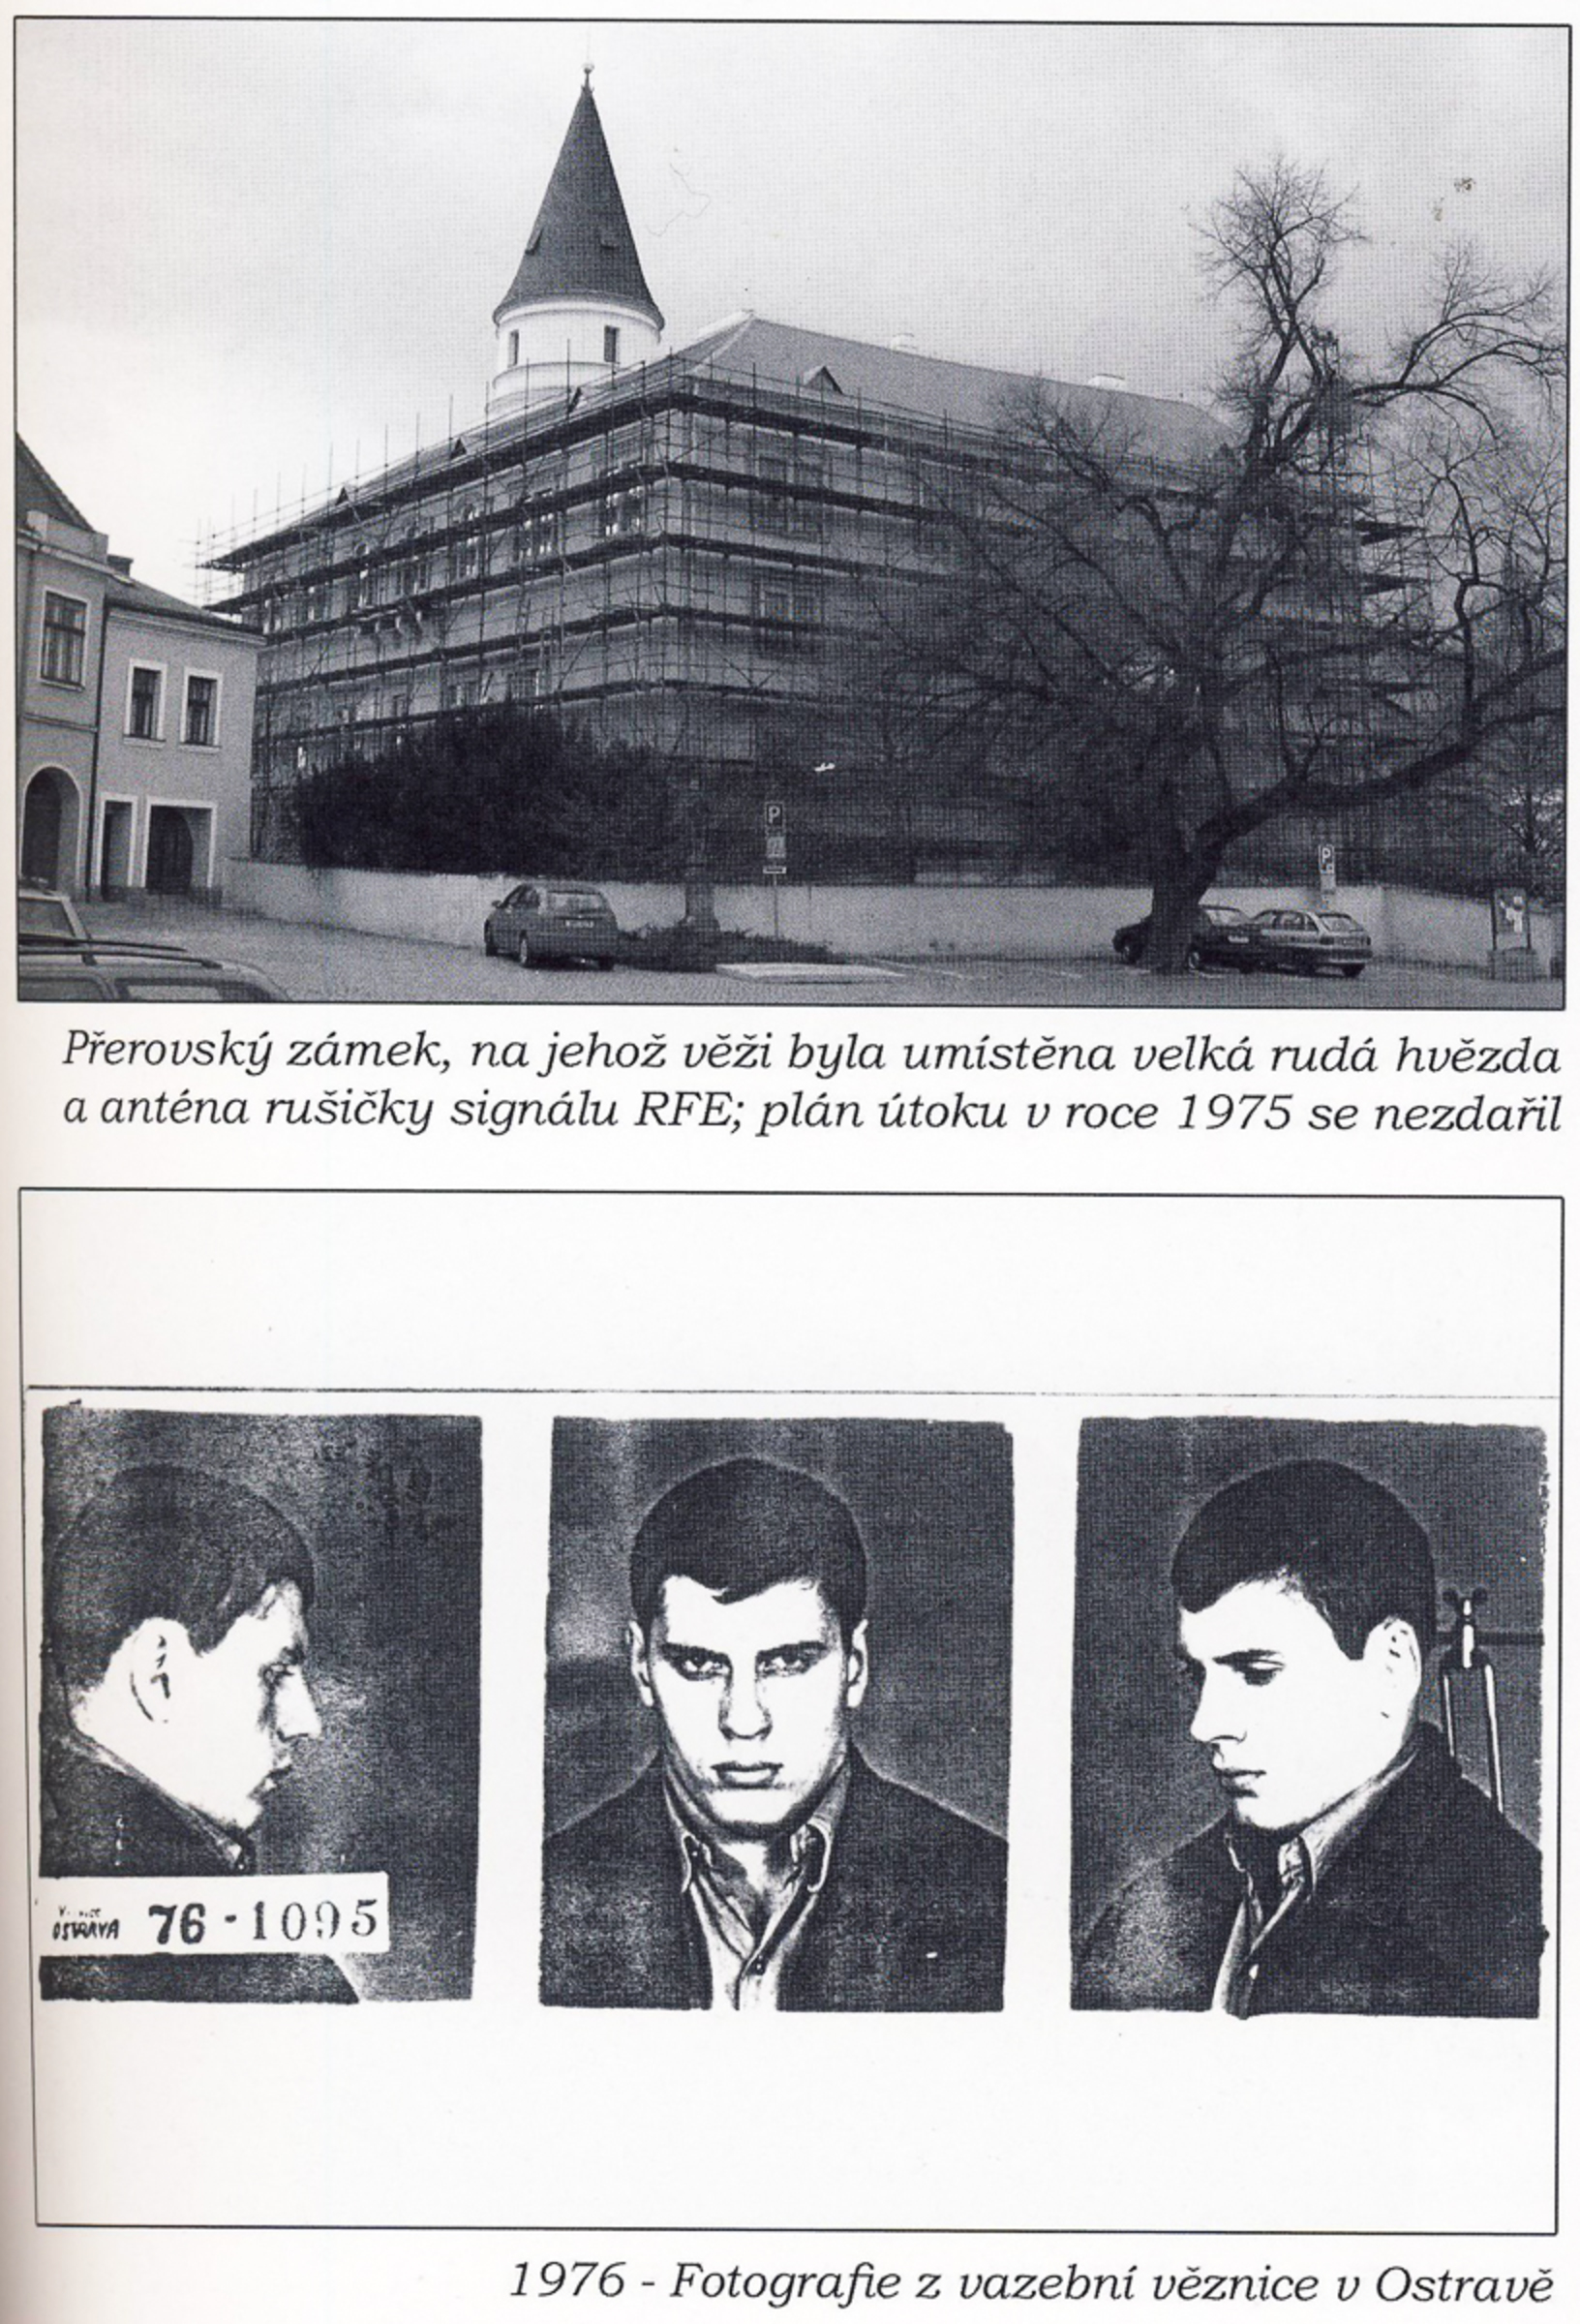 P
P
Přerovský zámek, na jehož věži byla umístěna velká rudá hvězda
a anténa rušičky signálu RFE; plán útoku v roce 1975 se nezdařil
OSTRAVA 76-1095
1976 - Fotografie z vazební věznice v Ostravě